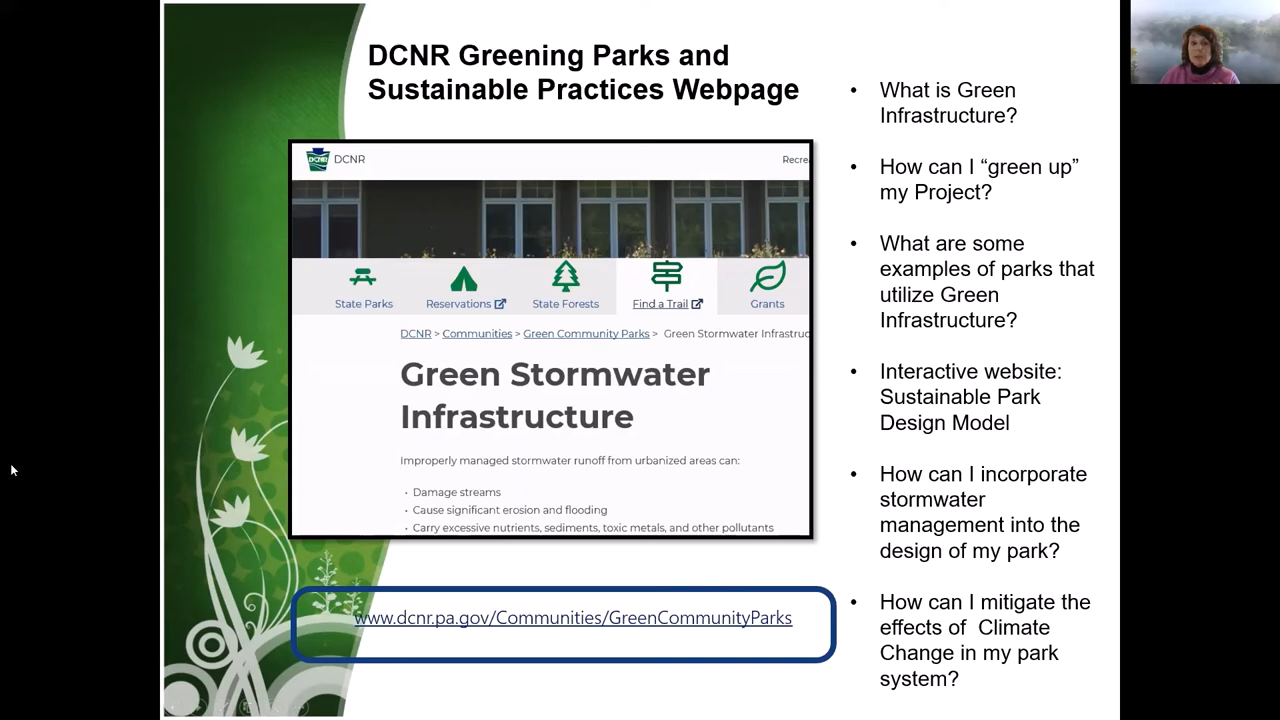 DCNR Greening Parks and
Sustainable Practices Webpage
DCNR
DCNR
State Parks
Reservations
State Forests
Find a Trail
Grants
DCNR > Communities > Green Community Parks > Green Stormwater
Green Stormwater
Infrastructure
Improperly managed stormwater runoff from urbanized areas can:
• Damage streams
• Cause significant erosion and flooding
• Carry excessive nutrients, sediments, toxic metals, and other pollutants
www.dcnr.pa.gov/Communities/GreenCommunityParks
• What is Green
Infrastructure?
• How can I “green up”
my Project?
• What are some
examples of parks that
utilize Green
Infrastructure?
• Interactive website:
Sustainable Park
Design Model
• How can I incorporate
stormwater
management into the
design of my park?
• How can I mitigate the
effects of Climate
Change in my park
system?